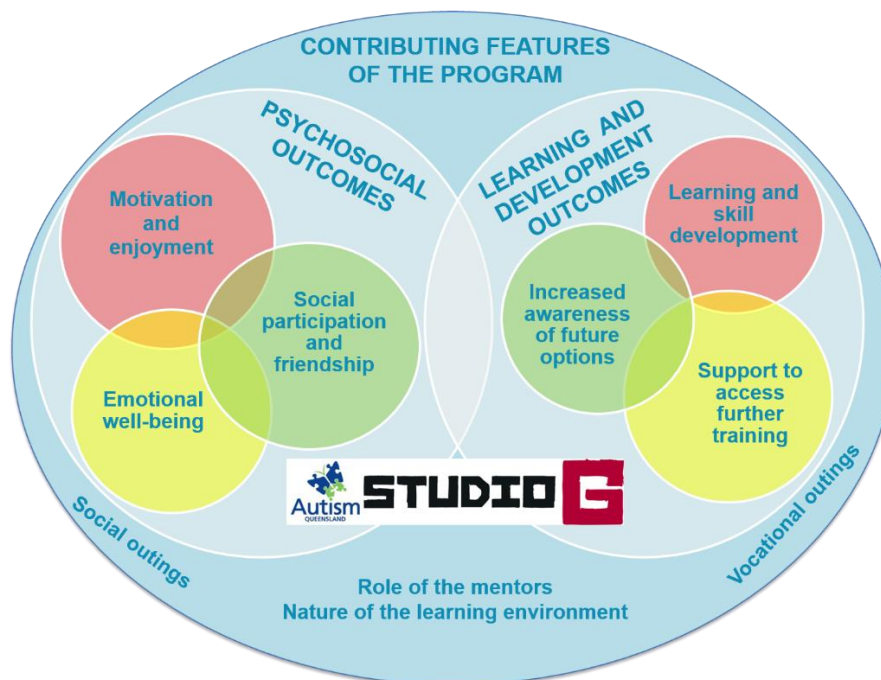 CONTRIBUTING FEATURES
OF THE PROGRAM
PSYCHOSOCIAL
OUTCOMES
Motivation
and
enjoyment
Social
participation
and
friendship
Emotional
well-being
LEARNING AND
DEVELOPMENT
OUTCOMES
Learning and
skill
development
Increased
awareness
of future
options
Support to
access
further
training
Autism
QUEENSLAND
STUDIO G
Social outings
Vocational outings
Role of the mentors
Nature of the learning environment